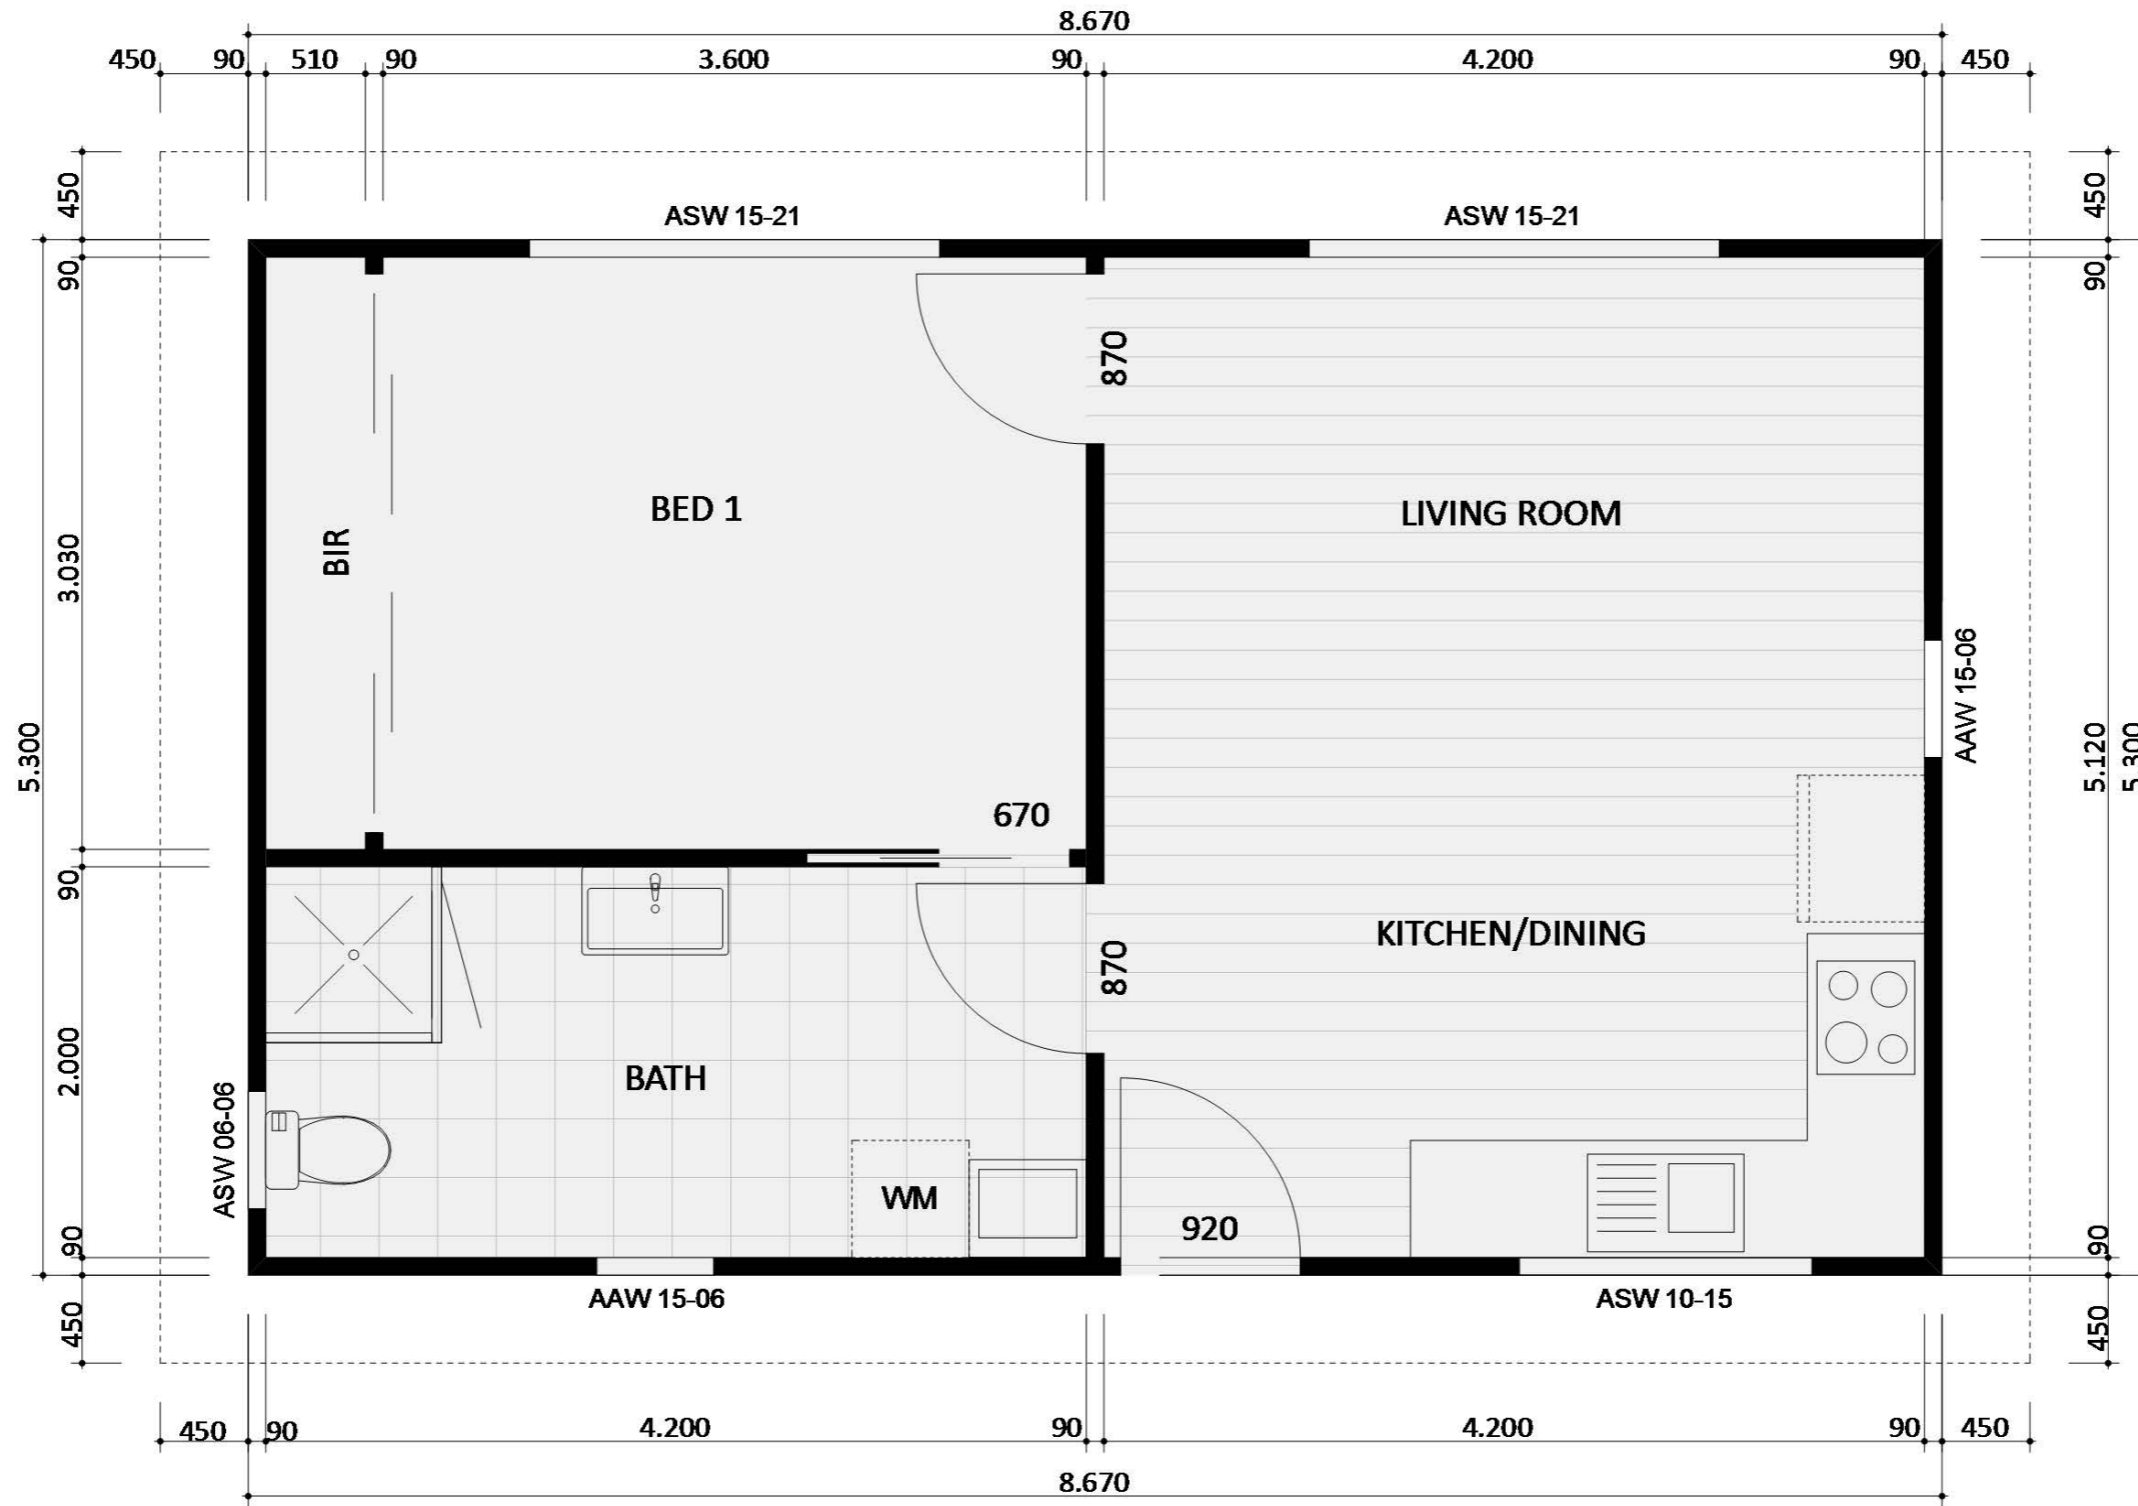 8.670
450 90 510 90 3.600 90 4.200 90 450
ASW 15-21 ASW 15-21
450 450
90 90
870
BED 1 LIVING ROOM
BIR
3.030
AAW 15-06
5.300 5.120 5.300
670
90
KITCHEN/DINING
870
2.000
BATH
ASW 06-06
WM
920
90 90
AAW 15-06 ASW 10-15
450 450
450 90 4.200 90 4.200 90 450
8.670